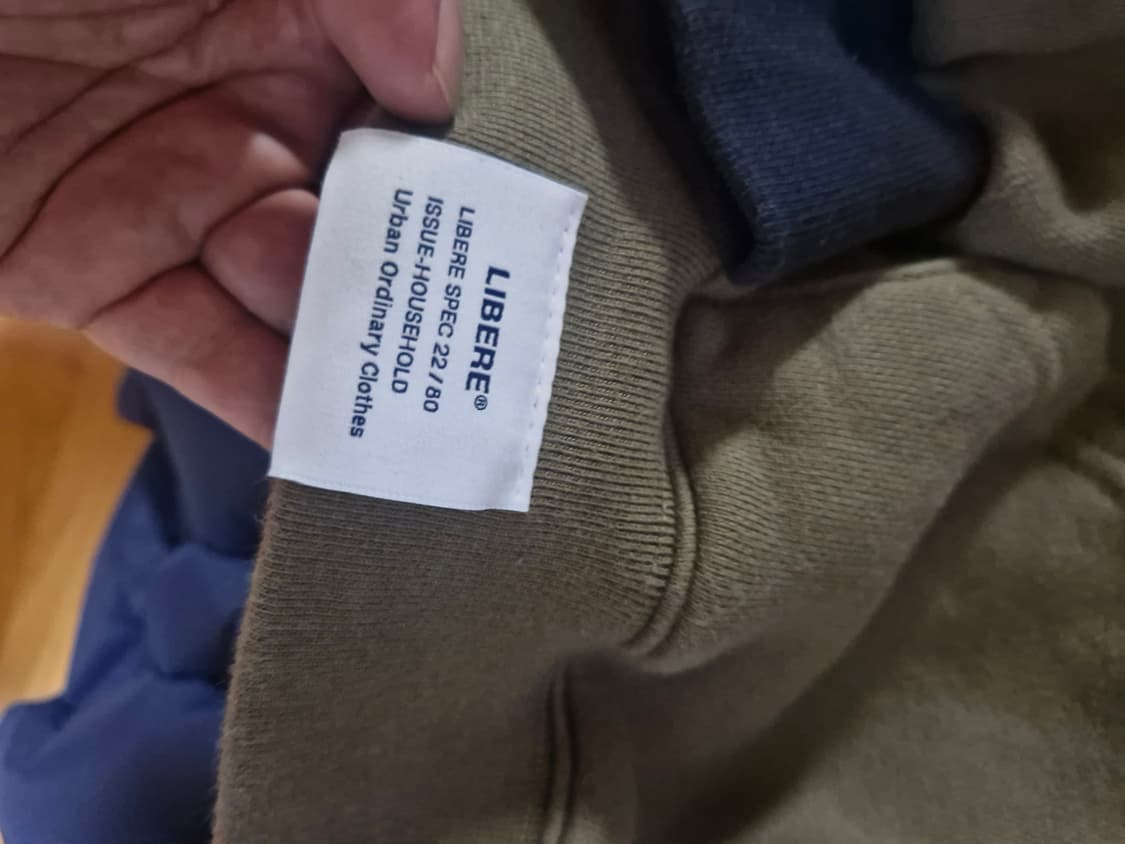 LIBERE®
LIBERE SPEC 22/80
ISSUE-HOUSEHOLD
Urban Ordinary Clothes